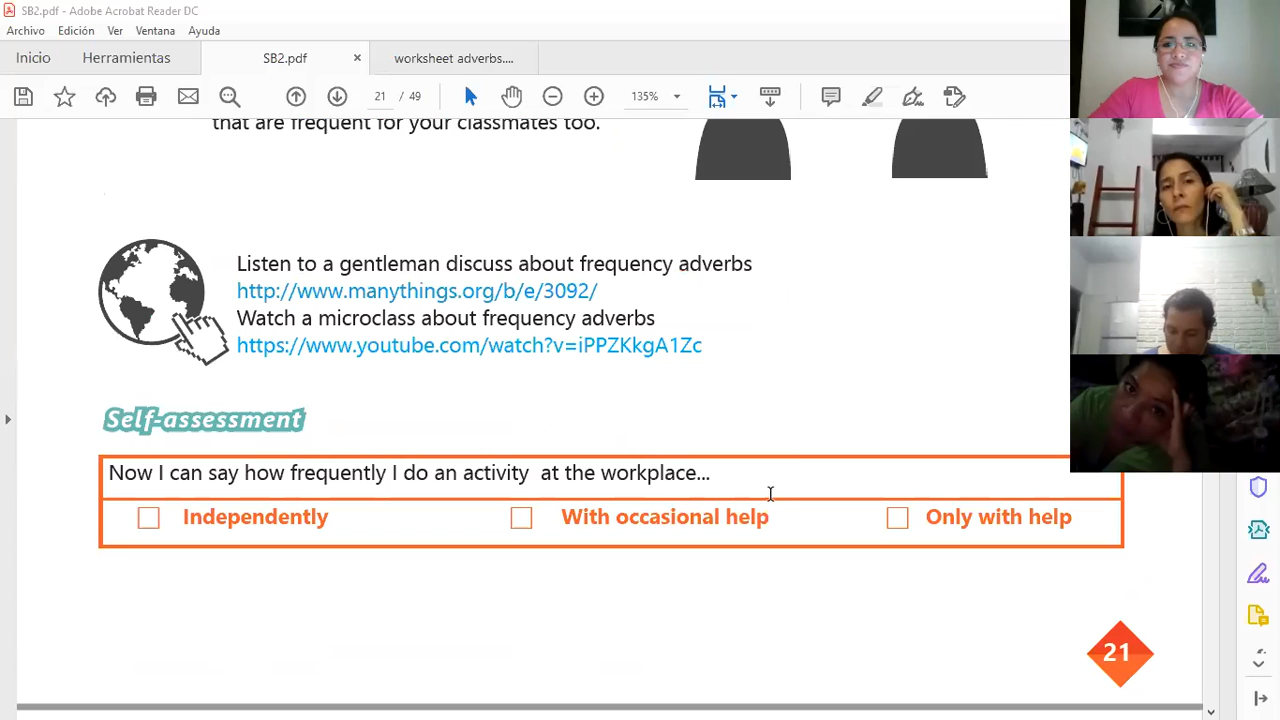 SB2.pdf - Adobe Acrobat Reader DC
Archivo Edición Ver Ventana Ayuda
Inicio Herramientas SB2.pdf × worksheet adverbs....
21 / 49 135%
that are frequent for your classmates too.
Listen to a gentleman discuss about frequency adverbs
http://www.manythings.org/b/e/3092/
Watch a microclass about frequency adverbs
https://www.youtube.com/watch?v=iPPZKkgA1Zc
Self-assessment
Now I can say how frequently I do an activity at the workplace...
Independently With occasional help Only with help
21